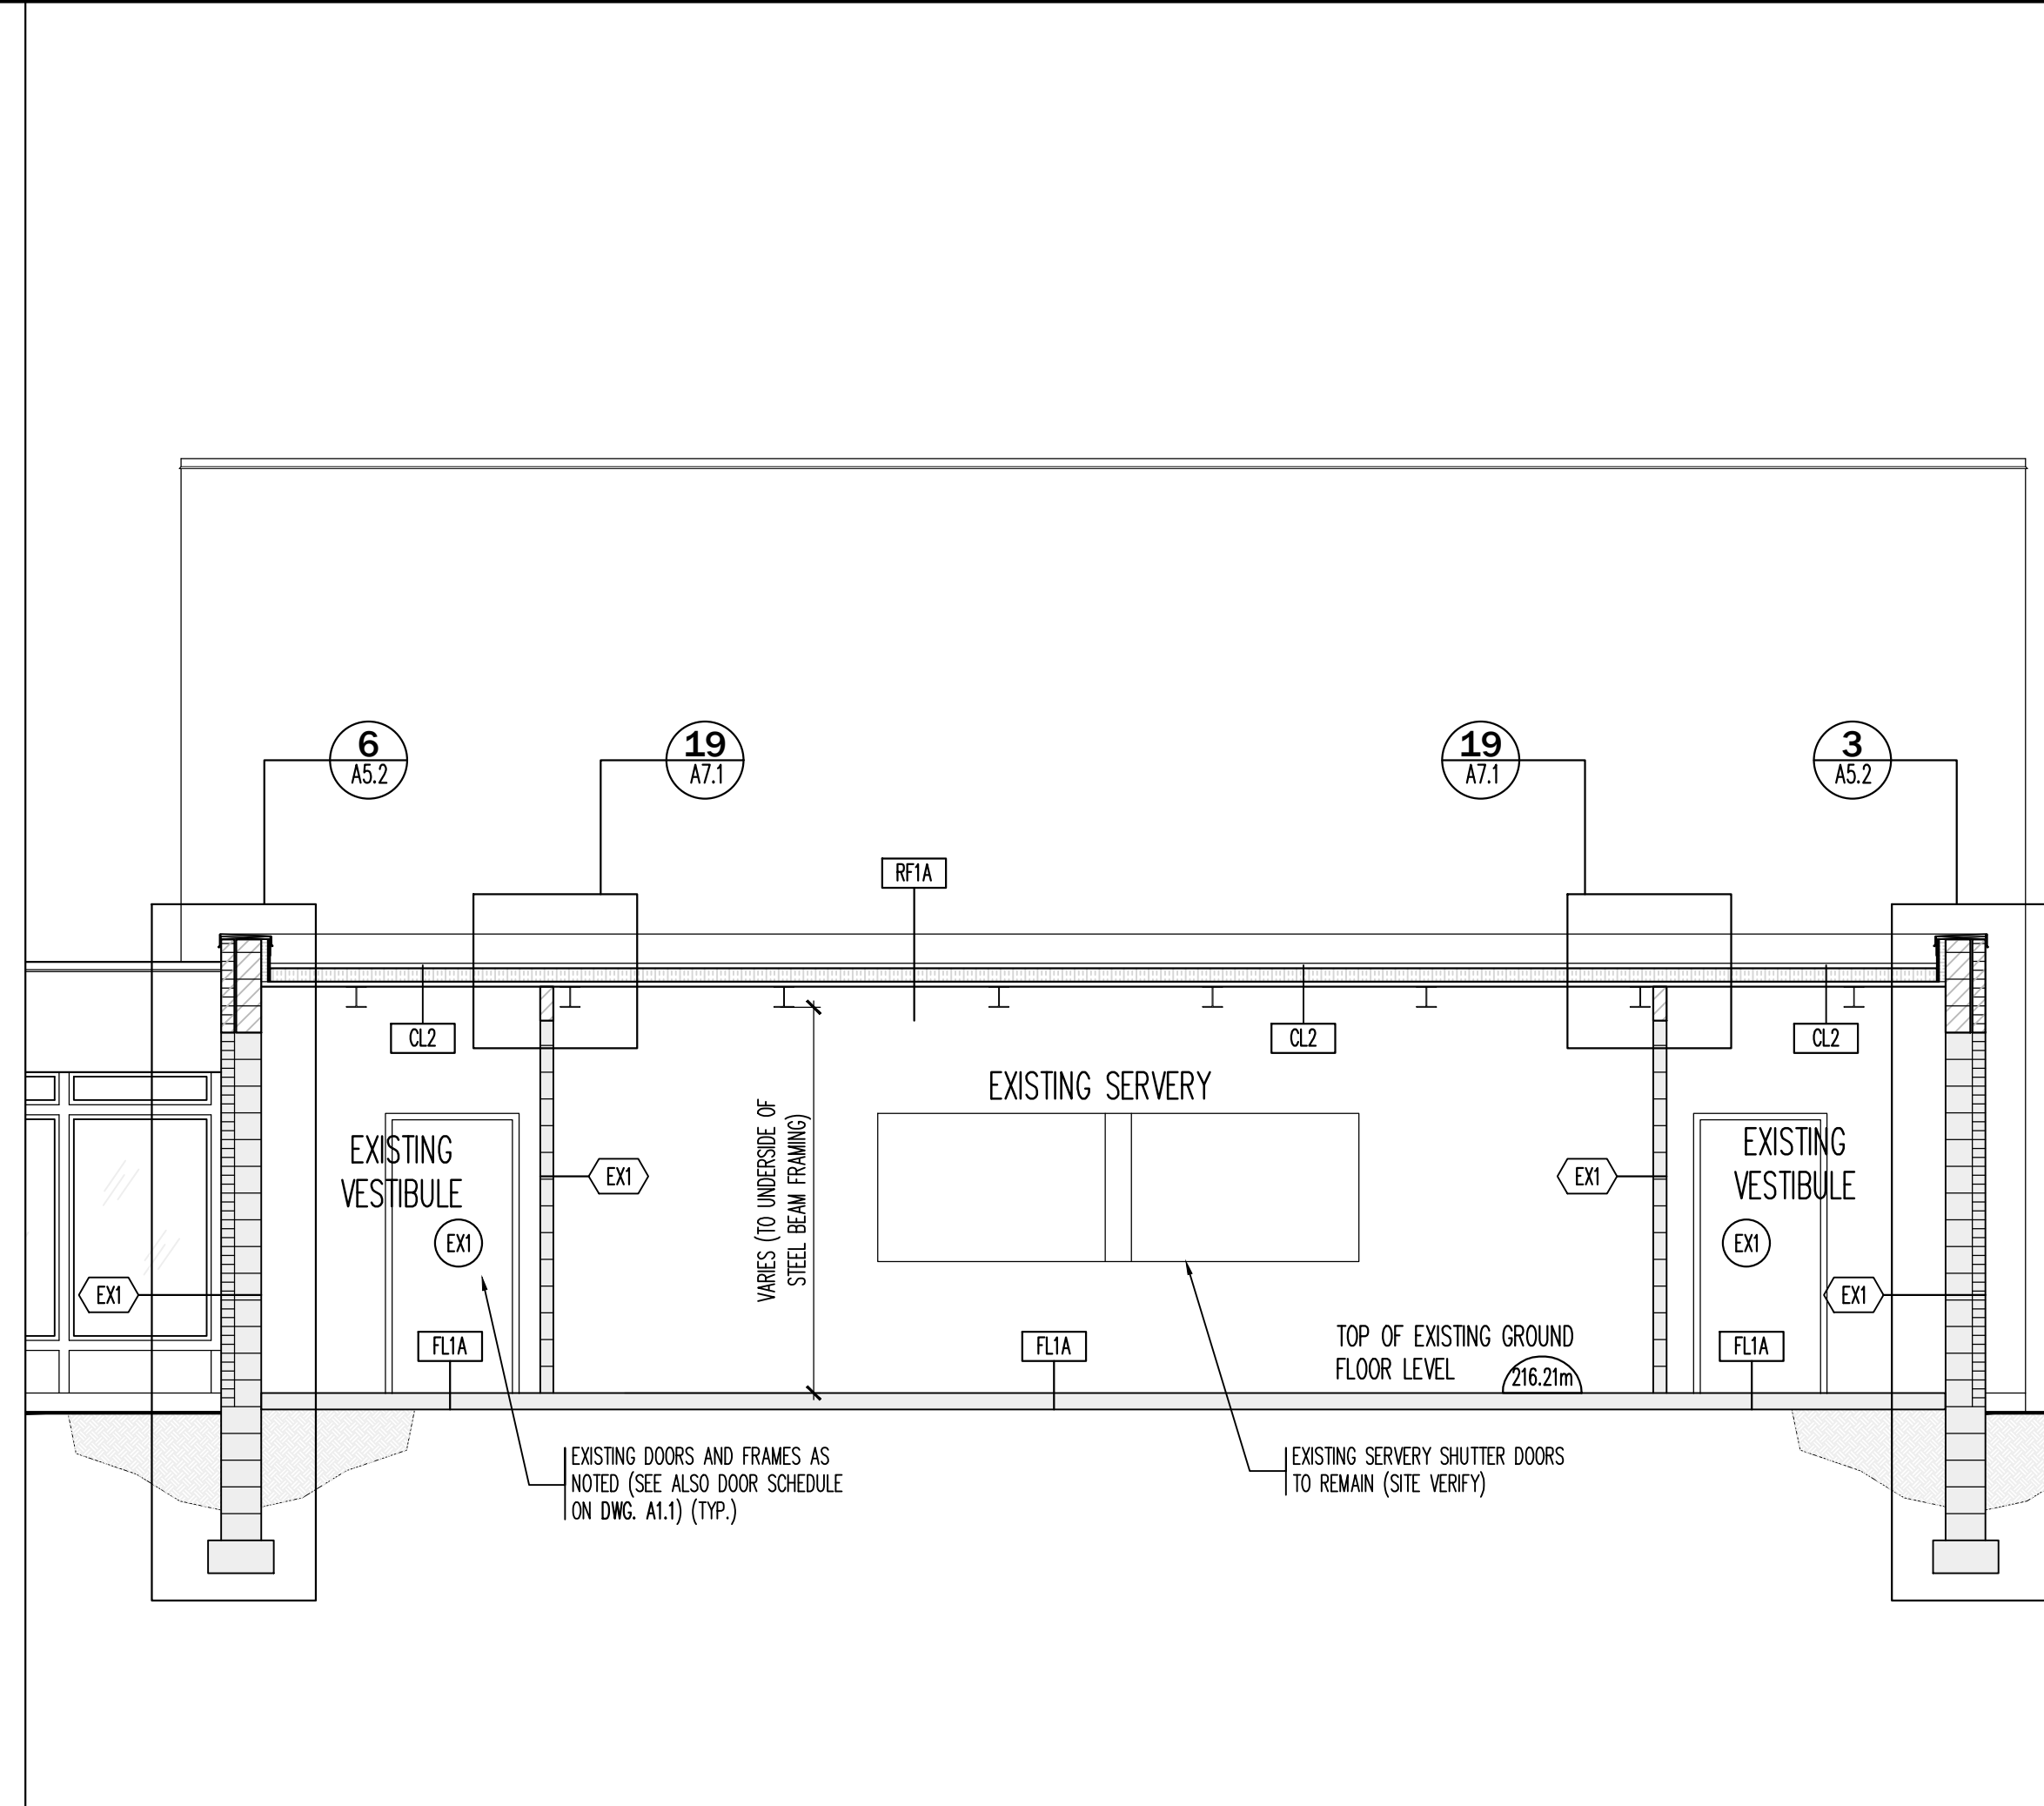 6
A5.2
19
A7.1
19
A7.1
3
A5.2
RF1A
CL2
CL2
CL2
EXISTING SERVERY
VARIES (TO UNDERSIDE OF
STEEL BEAM FRAMING)
EXISTING
VESTIBULE
EXISTING
VESTIBULE
EX1
EX1
EX1
EX1
EX1
EX1
FL1A
FL1A
FL1A
TOP OF EXISTING GROUND
FLOOR LEVEL
216.21m
EXISTING DOORS AND FRAMES AS
NOTED (SEE ALSO DOOR SCHEDULE
ON DWG. A1.1) (TYP.)
EXISTING SERVERY SHUTTER DOORS
TO REMAIN (SITE VERIFY)